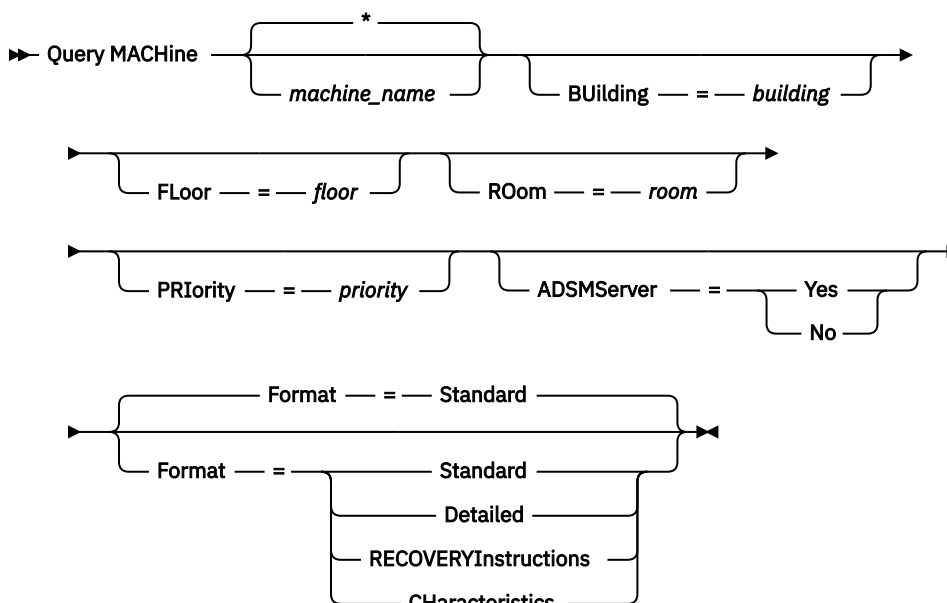 *
Query MACHine
machine_name
BUilding = building
FLoor = floor
ROom = room
PRIority = priority
ADSMServer = Yes
No
Format = Standard
Format = Standard
Detailed
RECOVERYInstructions
CHaracteristics